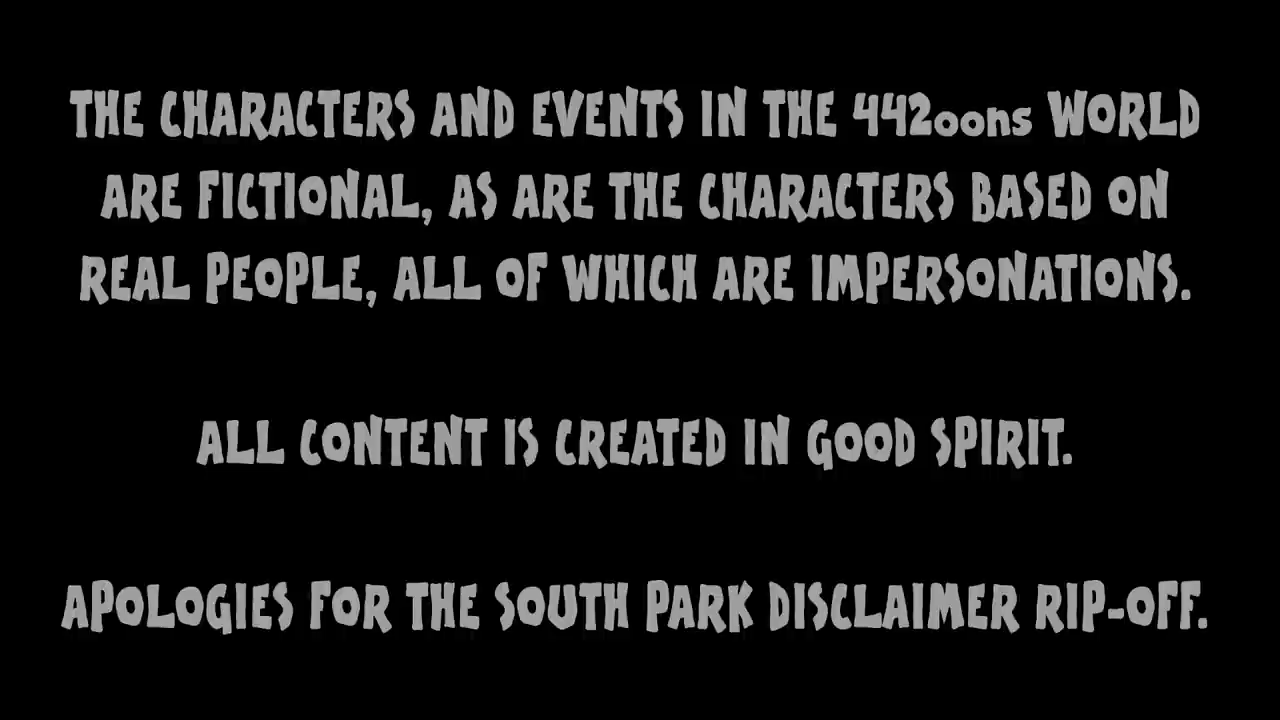 THE CHARACTERS AND EVENTS IN THE 442oons WORLD
ARE FICTIONAL, AS ARE THE CHARACTERS BASED ON
REAL PEOPLE, ALL OF WHICH ARE IMPERSONATIONS.
ALL CONTENT IS CREATED IN GOOD SPIRIT.
APOLOGIES FOR THE SOUTH PARK DISCLAIMER RIP-OFF.